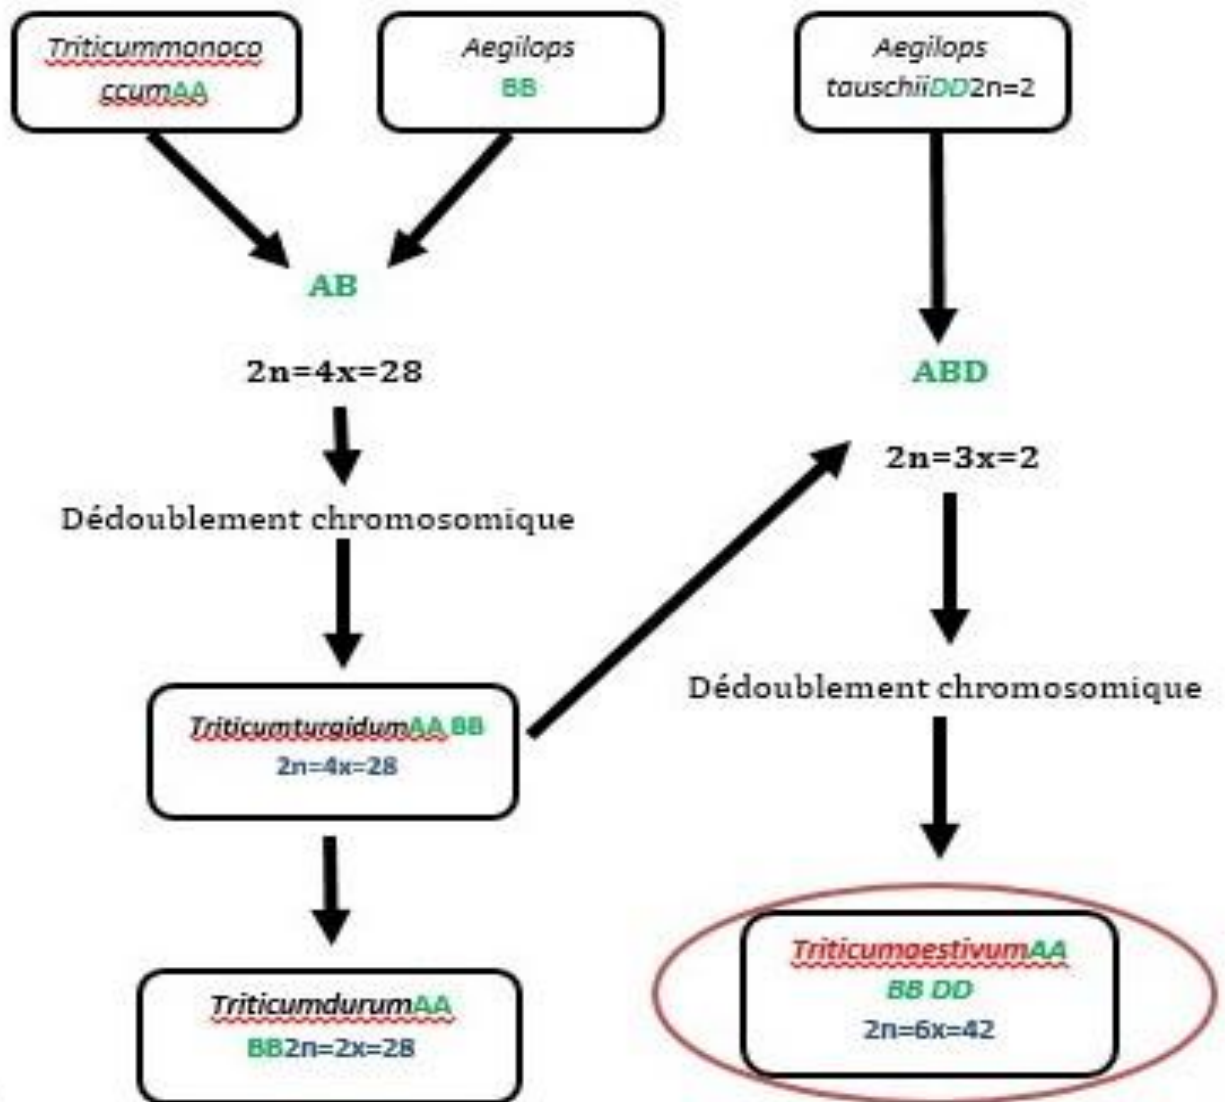 Triticummonoco
ccumAA
Aegilops
BB
Aegilops
tauschiiDD2n=2
AB
2n=4x=28
ABD
2n=3x=2
Dédoublement chromosomique
Dédoublement chromosomique
TriticumturgidumAA BB
2n=4x=28
TriticumdurumAA
BB2n=2x=28
TriticumaestivumAA
BB DD
2n=6x=42